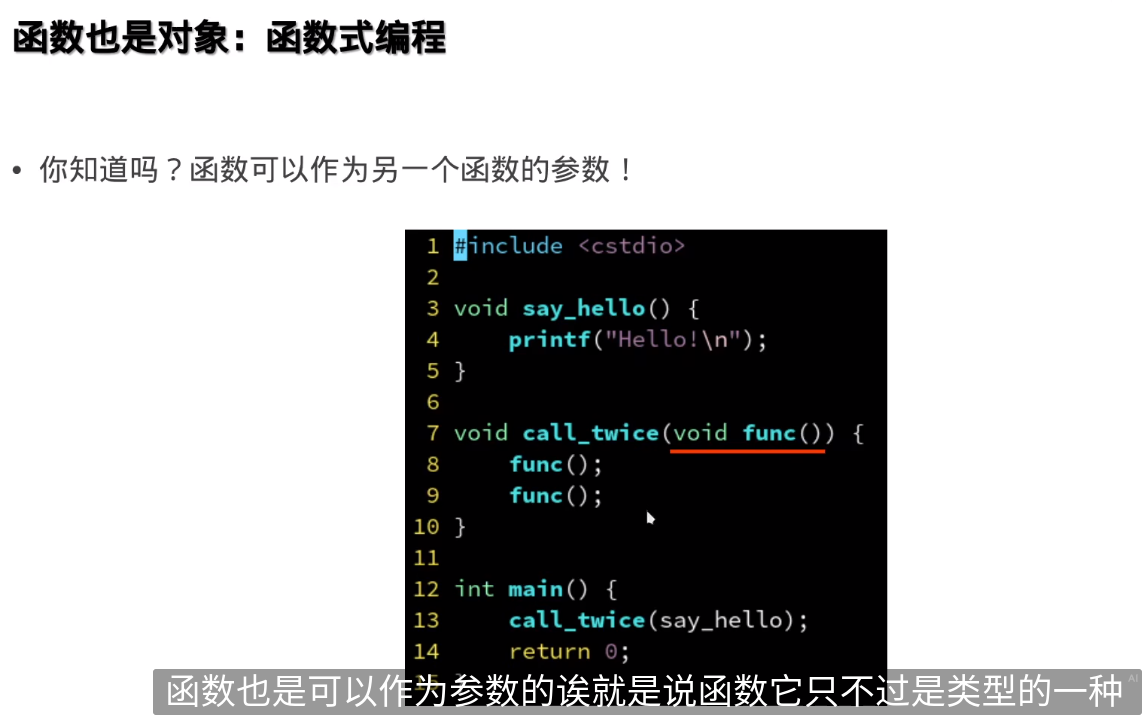 函数也是对象：函数式编程
• 你知道吗？函数可以作为另一个函数的参数！
1 #include <cstdio>
2
3 void say_hello() {
4     printf("Hello!\n");
5 }
6
7 void call_twice(void func()) {
8     func();
9     func();
10 }
11
12 int main() {
13     call_twice(say_hello);
14     return 0;
函数也是可以作为参数的诶就是说函数它只不过是类型的一种
AI